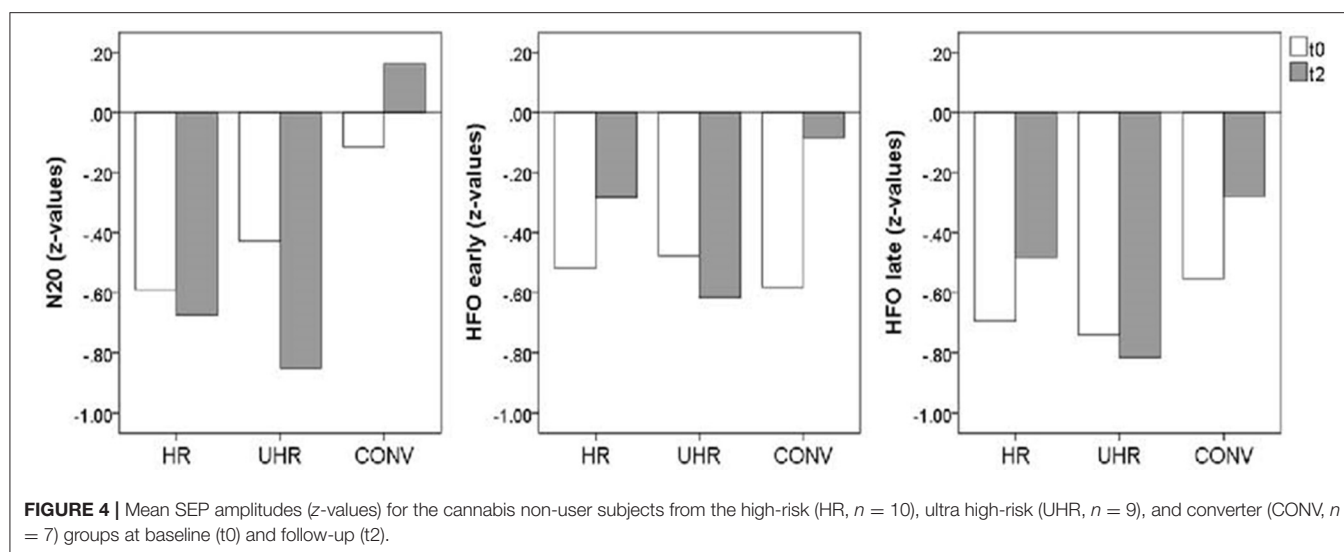 .20
.00
-.20
-.40
-.60
-.80
-1.00
N20 (z-values)
HR UHR CONV
.20
.00
-.20
-.40
-.60
-.80
-1.00
HFO early (z-values)
HR UHR CONV
.20
.00
-.20
-.40
-.60
-.80
-1.00
HFO late (z-values)
HR UHR CONV
t0
t2
FIGURE 4 | Mean SEP amplitudes (z-values) for the cannabis non-user subjects from the high-risk (HR, n = 10), ultra high-risk (UHR, n = 9), and converter (CONV, n
= 7) groups at baseline (t0) and follow-up (t2).